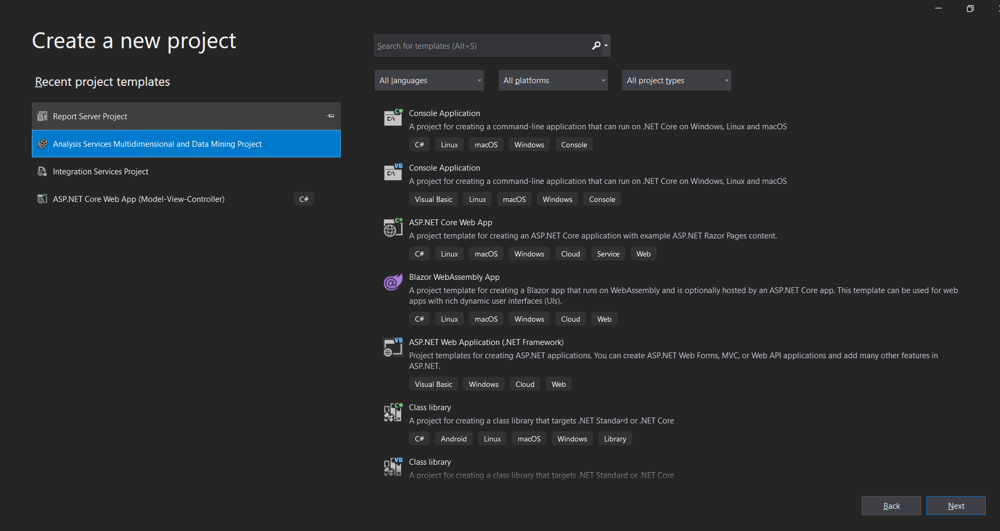 Create a new project
Recent project templates
Report Server Project
Analysis Services Multidimensional and Data Mining Project
Integration Services Project
ASP.NET Core Web App (Model-View-Controller) C#
Search for templates (Alt+S)
All languages All platforms All project types
C#
Console Application
C:\
A project for creating a command-line application that can run on .NET Core on Windows, Linux and macOS
C# Linux macOS Windows Console
VB
Console Application
C:\
A project for creating a command-line application that can run on .NET Core on Windows, Linux and macOS
Visual Basic Linux macOS Windows Console
C#
ASP.NET Core Web App
A project template for creating an ASP.NET Core application with example ASP.NET Razor Pages content.
C# Linux macOS Windows Cloud Service Web
@
Blazor WebAssembly App
A project template for creating a Blazor app that runs on WebAssembly and is optionally hosted by an ASP.NET Core app. This template can be used for web
apps with rich dynamic user interfaces (UIs).
C# Linux macOS Windows Cloud Web
VB
ASP.NET Web Application (.NET Framework)
Project templates for creating ASP.NET applications. You can create ASP.NET Web Forms, MVC, or Web API applications and add many other features in
ASP.NET.
Visual Basic Windows Cloud Web
C#
Class library
A project for creating a class library that targets .NET Standard or .NET Core
C# Android Linux macOS Windows Library
VB
Class library
A project for creating a class library that targets .NET Standard or .NET Core
Back Next